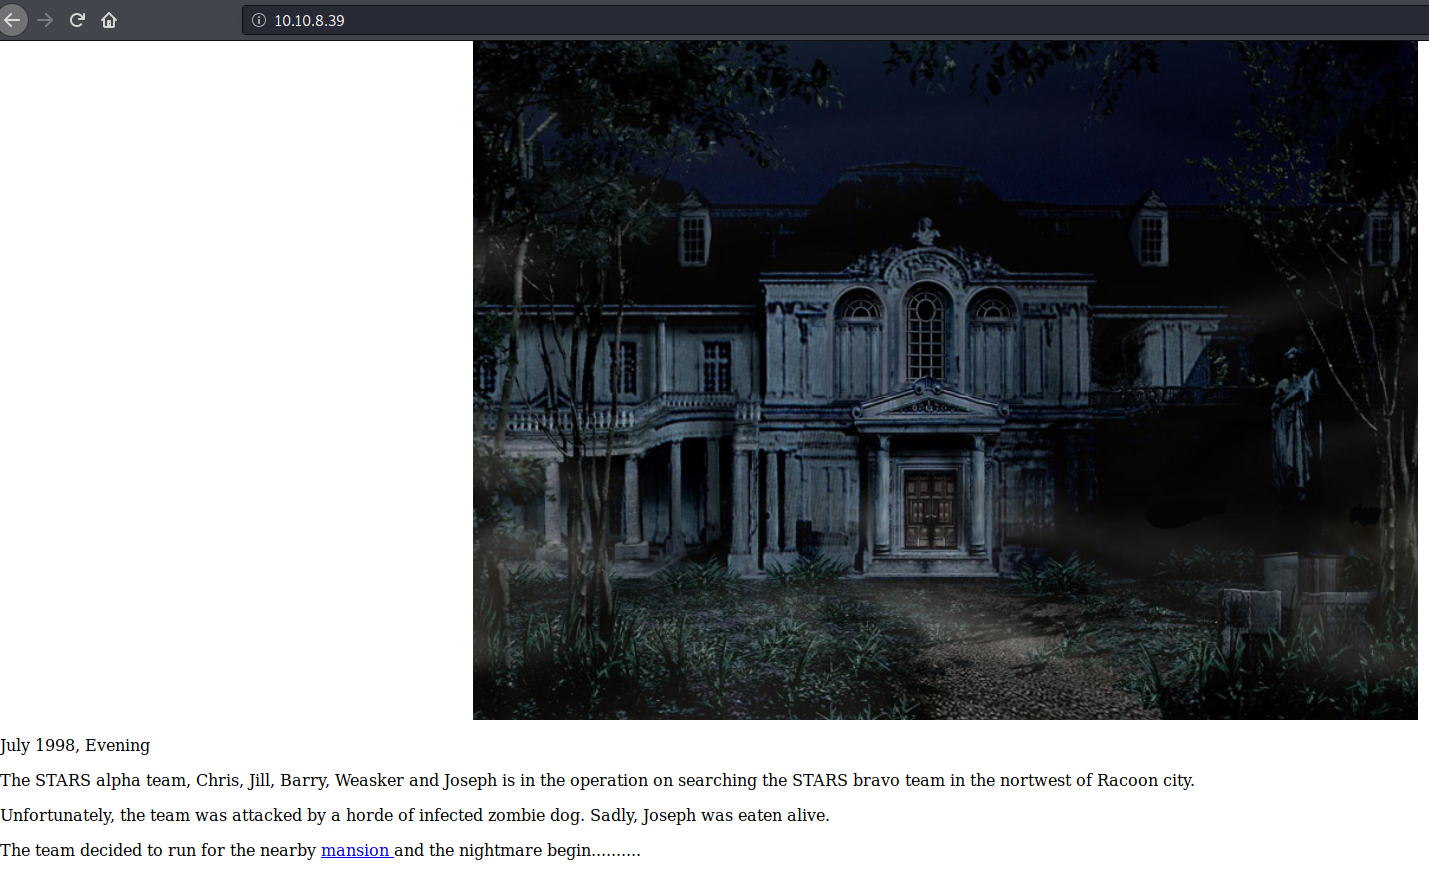 10.10.8.39
July 1998, Evening
The STARS alpha team, Chris, Jill, Barry, Weasker and Joseph is in the operation on searching the STARS bravo team in the nortwest of Racoon city.
Unfortunately, the team was attacked by a horde of infected zombie dog. Sadly, Joseph was eaten alive.
The team decided to run for the nearby mansion and the nightmare begin..........